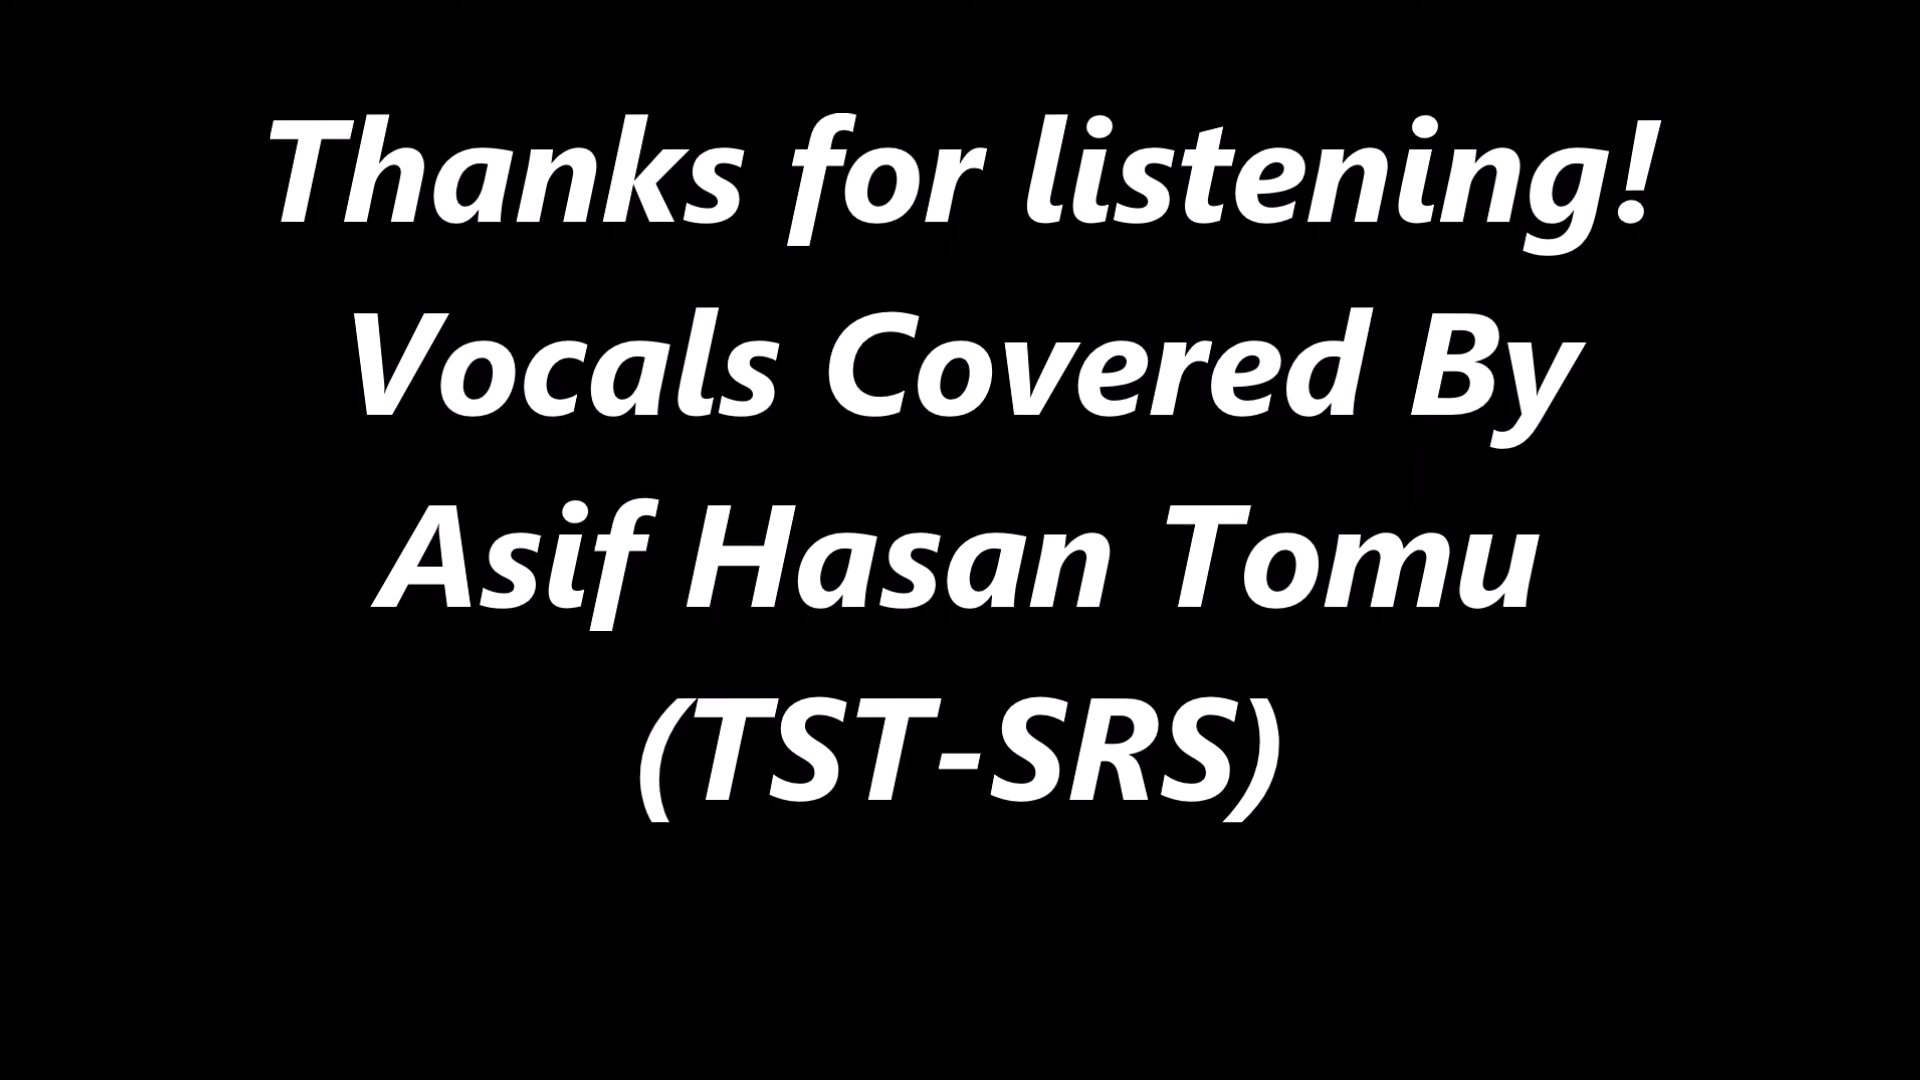 Thanks for listening!
Vocals Covered By
Asif Hasan Tomu
(TST-SRS)